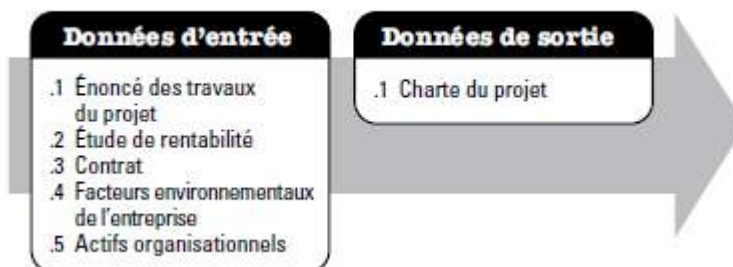 Données d'entrée
.1 Énoncé des travaux
du projet
.2 Étude de rentabilité
.3 Contrat
.4 Facteurs environnementaux
de l'entreprise
.5 Actifs organisationnels
Données de sortie
.1 Charte du projet